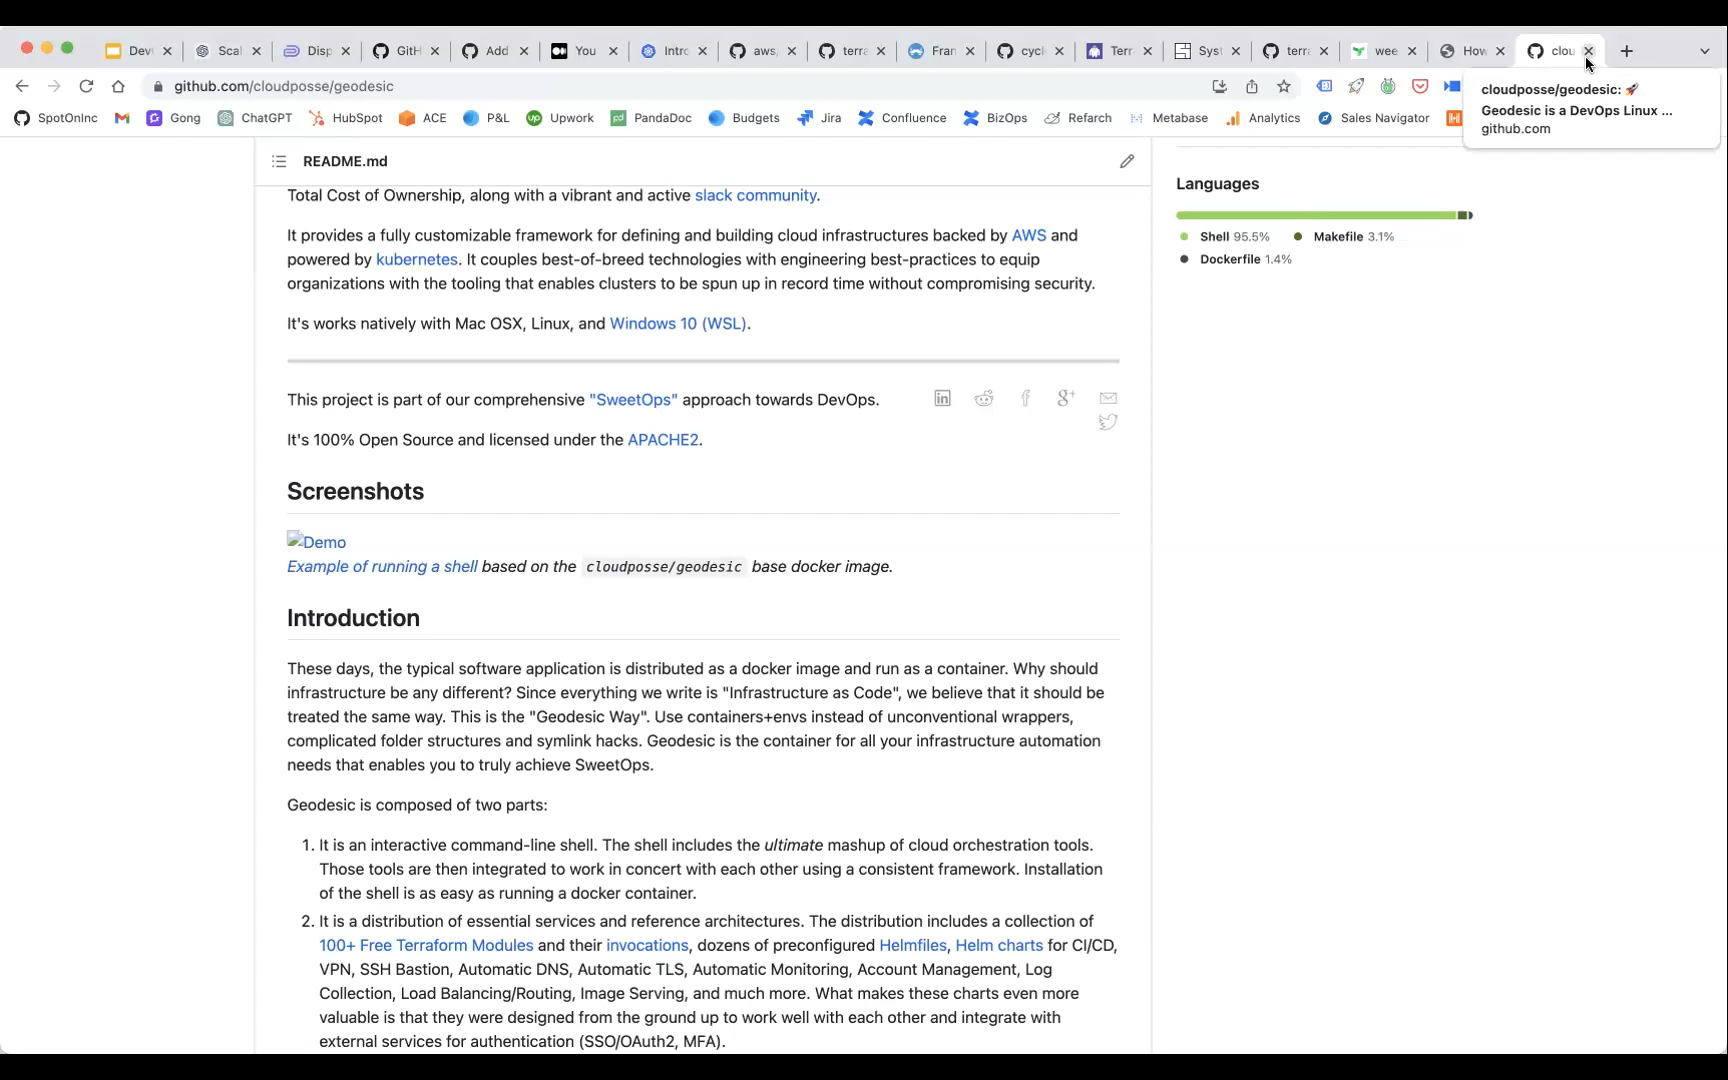 Dev
Scal
Disp
GitH
Add
You
Intro
aws,
terra
Fran
cycl
Terr
Syst
terra
wee
How
clou
github.com/cloudposse/geodesic
SpotOnInc
Gong
ChatGPT
HubSpot
ACE
P&L
Upwork
PandaDoc
Budgets
Jira
Confluence
BizOps
Refarch
Metabase
Analytics
Sales Navigator
cloudposse/geodesic: 🚀
Geodesic is a DevOps Linux ...
github.com
README.md
Total Cost of Ownership, along with a vibrant and active slack community.
It provides a fully customizable framework for defining and building cloud infrastructures backed by AWS and
powered by kubernetes. It couples best-of-breed technologies with engineering best-practices to equip
organizations with the tooling that enables clusters to be spun up in record time without compromising security.
It's works natively with Mac OSX, Linux, and Windows 10 (WSL).
This project is part of our comprehensive "SweetOps" approach towards DevOps.
It's 100% Open Source and licensed under the APACHE2.
Screenshots
Demo
Example of running a shell based on the cloudposse/geodesic base docker image.
Introduction
These days, the typical software application is distributed as a docker image and run as a container. Why should
infrastructure be any different? Since everything we write is "Infrastructure as Code", we believe that it should be
treated the same way. This is the "Geodesic Way". Use containers+envs instead of unconventional wrappers,
complicated folder structures and symlink hacks. Geodesic is the container for all your infrastructure automation
needs that enables you to truly achieve SweetOps.
Geodesic is composed of two parts:
1. It is an interactive command-line shell. The shell includes the ultimate mashup of cloud orchestration tools.
Those tools are then integrated to work in concert with each other using a consistent framework. Installation
of the shell is as easy as running a docker container.
2. It is a distribution of essential services and reference architectures. The distribution includes a collection of
100+ Free Terraform Modules and their invocations, dozens of preconfigured Helmfiles, Helm charts for CI/CD,
VPN, SSH Bastion, Automatic DNS, Automatic TLS, Automatic Monitoring, Account Management, Log
Collection, Load Balancing/Routing, Image Serving, and much more. What makes these charts even more
valuable is that they were designed from the ground up to work well with each other and integrate with
external services for authentication (SSO/OAuth2, MFA).
Languages
Shell 95.5%
Makefile 3.1%
Dockerfile 1.4%